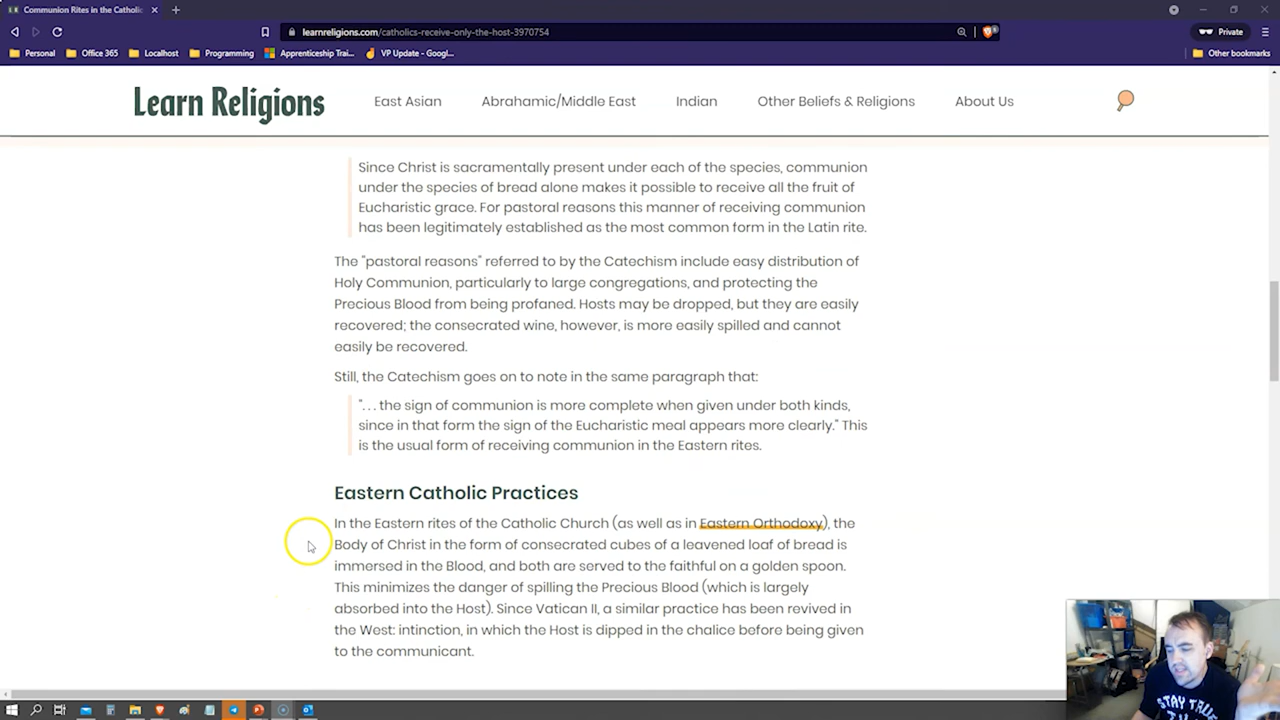 Communion Rites in the Catholic
learnreligions.com/catholics-receive-only-the-host-3970754
Private
Personal
Office 365
Localhost
Programming
Apprenticeship Trai...
VP Update - Googl...
Other bookmarks
Learn Religions
East Asian
Abrahamic/Middle East
Indian
Other Beliefs & Religions
About Us
Since Christ is sacramentally present under each of the species, communion
under the species of bread alone makes it possible to receive all the fruit of
Eucharistic grace. For pastoral reasons this manner of receiving communion
has been legitimately established as the most common form in the Latin rite.
The "pastoral reasons" referred to by the Catechism include easy distribution of
Holy Communion, particularly to large congregations, and protecting the
Precious Blood from being profaned. Hosts may be dropped, but they are easily
recovered; the consecrated wine, however, is more easily spilled and cannot
easily be recovered.
Still, the Catechism goes on to note in the same paragraph that:
". . . the sign of communion is more complete when given under both kinds,
since in that form the sign of the Eucharistic meal appears more clearly." This
is the usual form of receiving communion in the Eastern rites.
Eastern Catholic Practices
In the Eastern rites of the Catholic Church (as well as in Eastern Orthodoxy), the
Body of Christ in the form of consecrated cubes of a leavened loaf of bread is
immersed in the Blood, and both are served to the faithful on a golden spoon.
This minimizes the danger of spilling the Precious Blood (which is largely
absorbed into the Host). Since Vatican II, a similar practice has been revived in
the West: intinction, in which the Host is dipped in the chalice before being given
to the communicant.
STAY TRUE